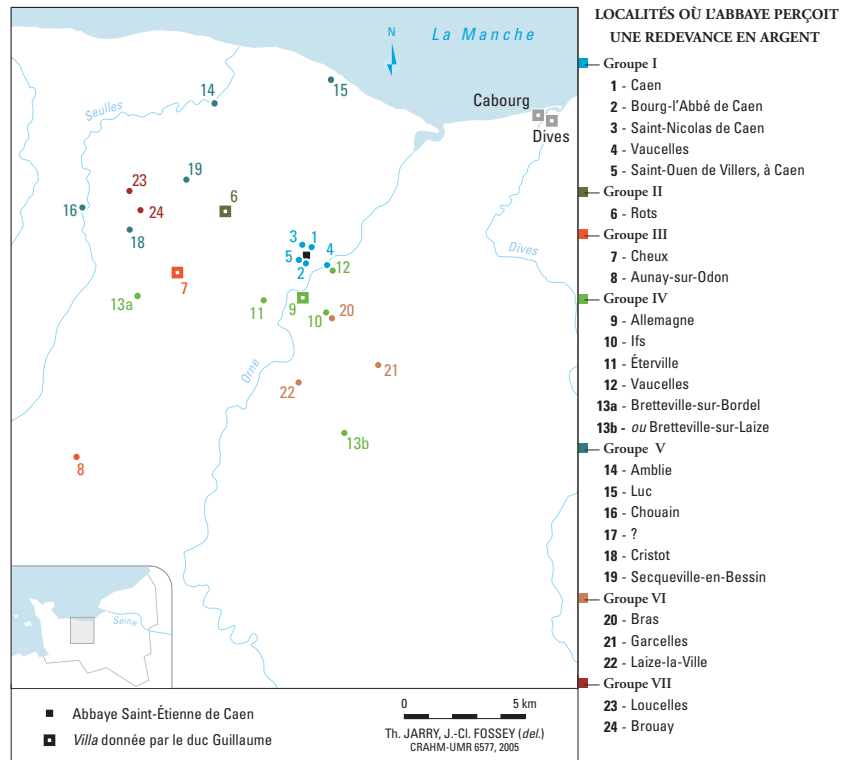 N
La Manche
14
15
Seulles
Cabourg
Dives
19
23
6
16
24
3
1
18
5
4
Dives
2
12
7
13a
11
9
10
20
Orne
21
22
13b
8
Seine
Abbaye Saint-Étienne de Caen
Villa donnée par le duc Guillaume
0 5 km
Th. JARRY, J.-Cl. FOSSEY (del.)
CRAHM-UMR 6577, 2005
LOCALITÉS OÙ L'ABBAYE PERÇOIT
UNE REDEVANCE EN ARGENT
Groupe I
1 - Caen
2 - Bourg-l'Abbé de Caen
3 - Saint-Nicolas de Caen
4 - Vaucelles
5 - Saint-Ouen de Villers, à Caen
Groupe II
6 - Rots
Groupe III
7 - Cheux
8 - Aunay-sur-Odon
Groupe IV
9 - Allemagne
10 - Ifs
11 - Éterville
12 - Vaucelles
13a - Bretteville-sur-Bordel
13b - ou Bretteville-sur-Laize
Groupe V
14 - Amblie
15 - Luc
16 - Chouain
17 - ?
18 - Cristot
19 - Secqueville-en-Bessin
Groupe VI
20 - Bras
21 - Garcelles
22 - Laize-la-Ville
Groupe VII
23 - Loucelles
24 - Brouay